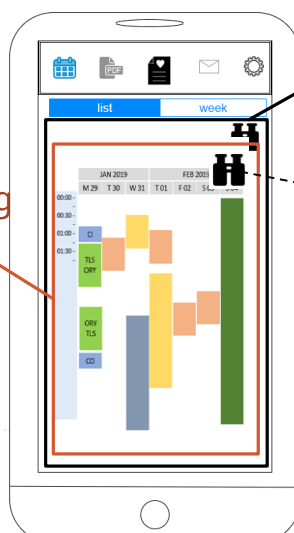 PDF
list week
JAN 2019 FEB 2019
M 29 T 30 W 31 T 01 F 02
00:00 -
-
00:30 -
-
01:00 - CI
-
01:30 -
-
TLS
ORY
ORY
TLS
CO
g